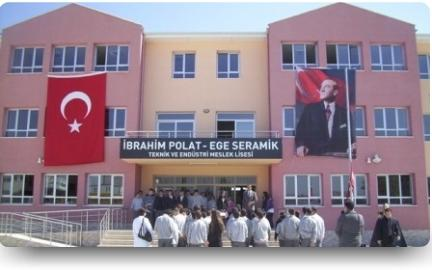 İBRAHİM POLAT - EGE SERAMİK
TEKNİK VE ENDÜSTRİ MESLEK LİSESİ